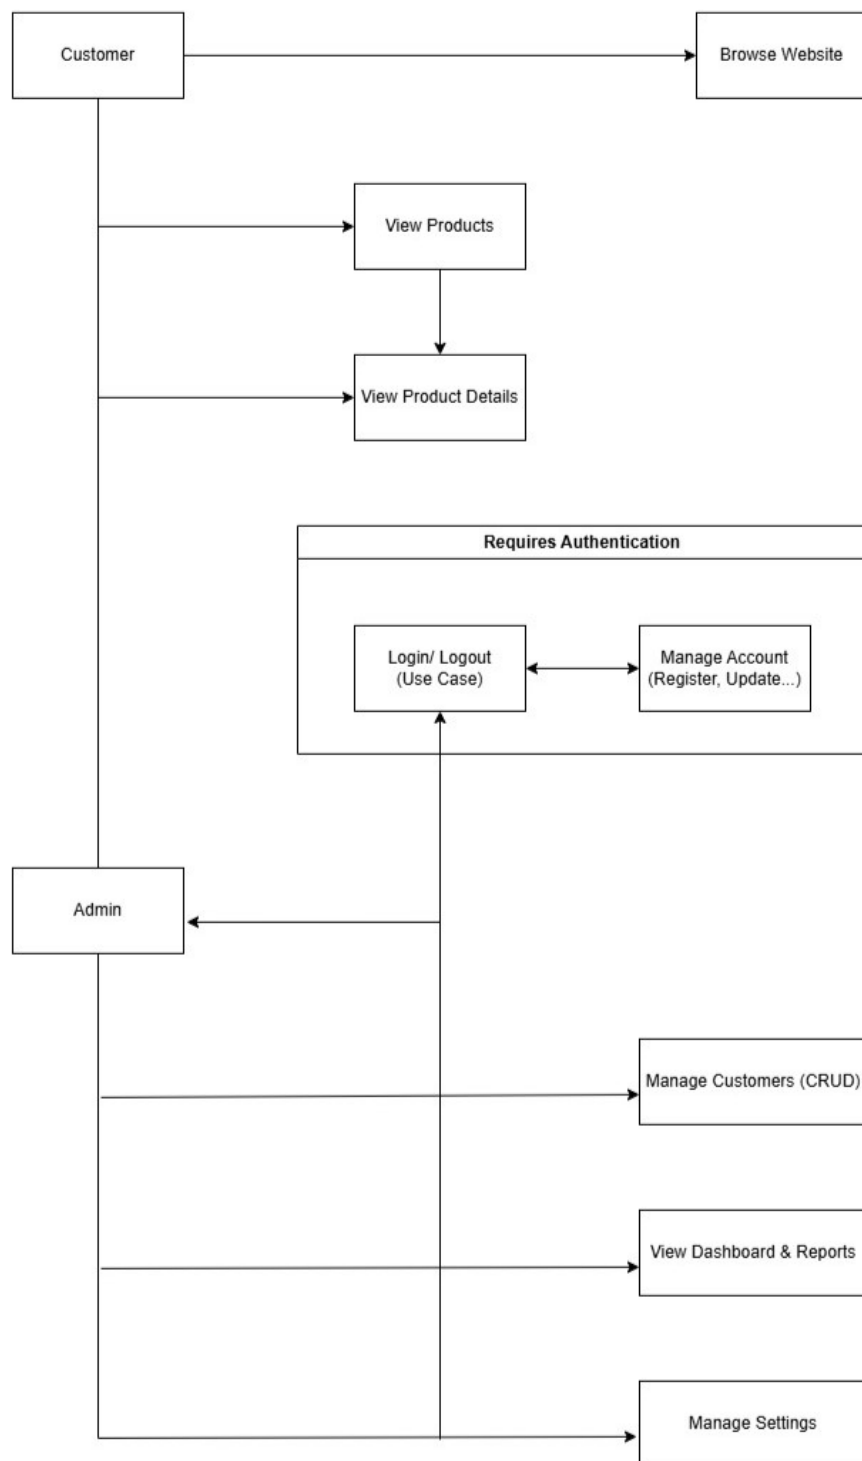 Customer
Browse Website
View Products
View Product Details
Requires Authentication
Login/ Logout
(Use Case)
Manage Account
(Register, Update...)
Admin
Manage Customers (CRUD)
View Dashboard & Reports
Manage Settings